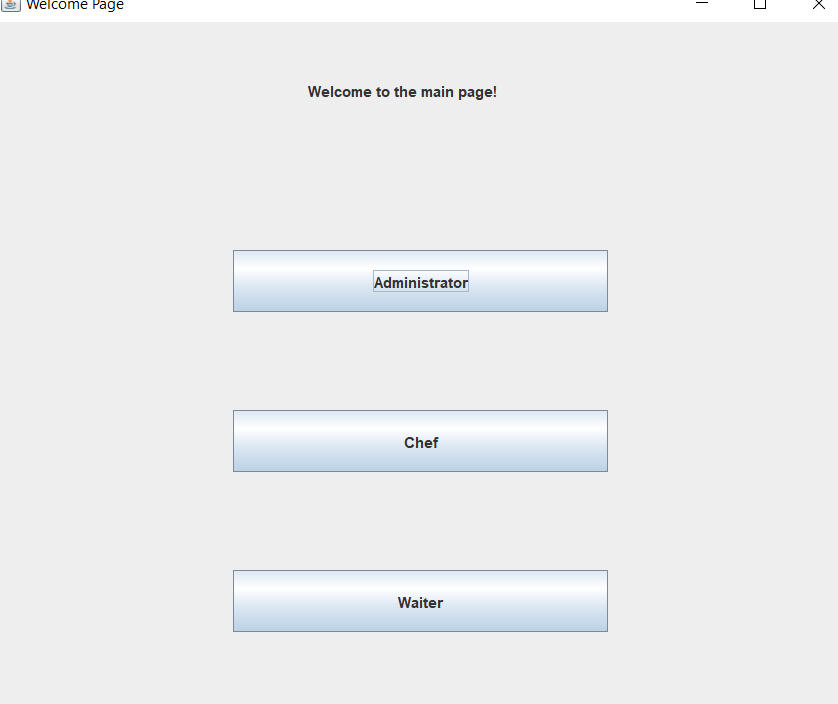 Welcome Page
Welcome to the main page!
Administrator
Chef
Waiter